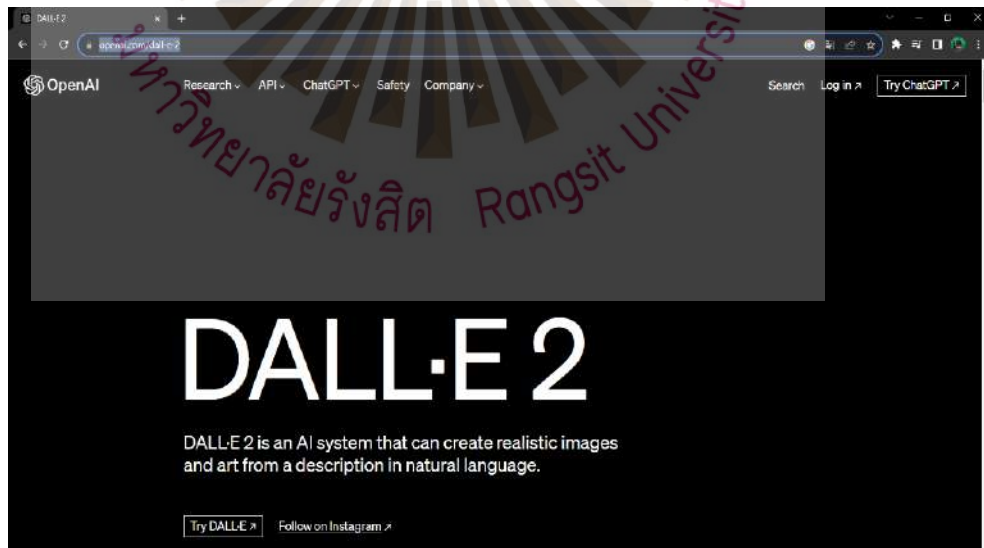 DALL·E 2
openai.com/dall-e-2
OpenAI
Research API ChatGPT Safety Company
Search Log in ↗ Try ChatGPT ↗
มหาวิทยาลัยรังสิต Rangsit Universit
DALL·E 2
DALL·E 2 is an AI system that can create realistic images
and art from a description in natural language.
Try DALL·E ↗ Follow on Instagram ↗